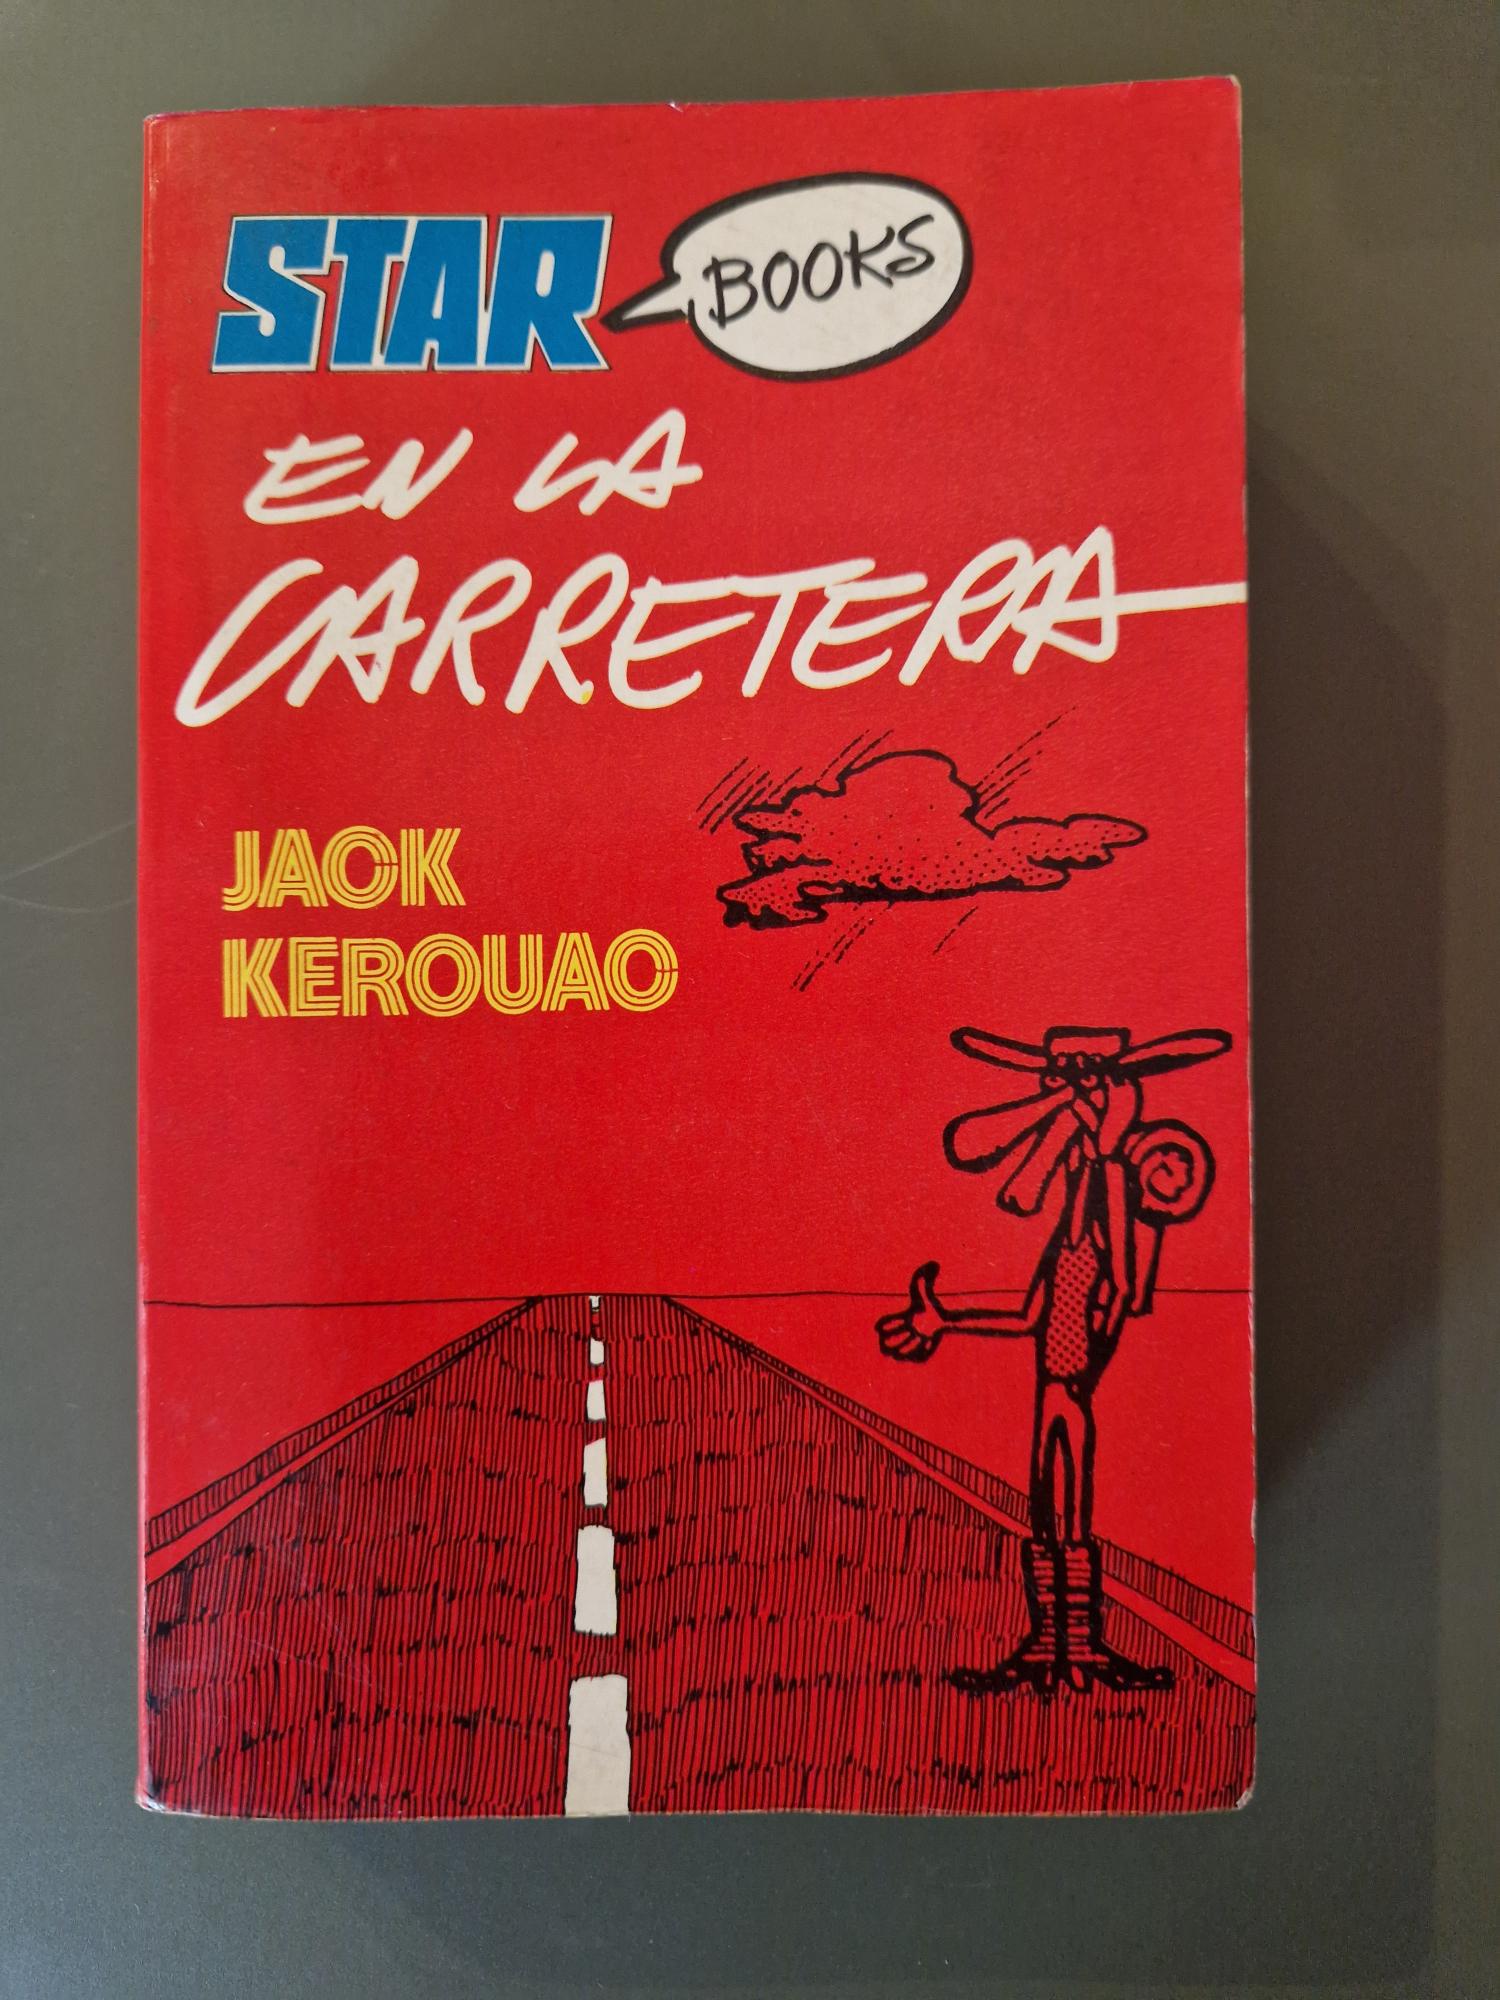 STAR BOOKS
EN LA
CARRETERA
JACK
KEROUAC